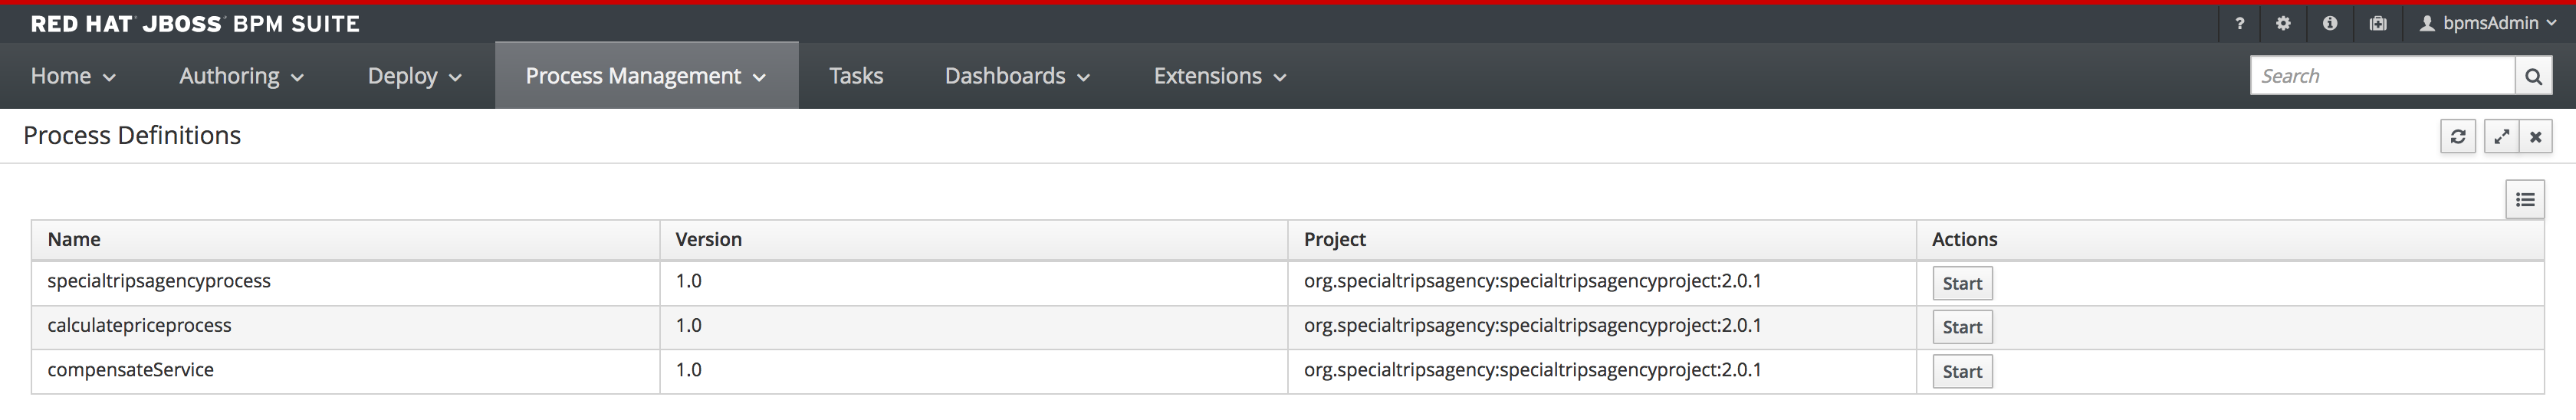 RED HAT JBOSS BPM SUITE ? bpmsAdmin
Home Authoring Deploy Process Management Tasks Dashboards Extensions Search
Process Definitions
Name Version Project Actions
specialtripsagencyprocess 1.0 org.specialtripsagency:specialtripsagencyproject:2.0.1 Start
calculatepriceprocess 1.0 org.specialtripsagency:specialtripsagencyproject:2.0.1 Start
compensateService 1.0 org.specialtripsagency:specialtripsagencyproject:2.0.1 Start